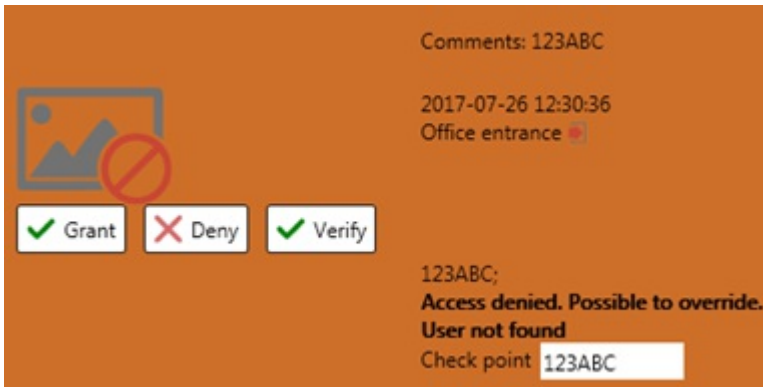 Comments: 123ABC
2017-07-26 12:30:36
Office entrance
Grant
Deny
Verify
123ABC;
Access denied. Possible to override.
User not found
Check point 123ABC